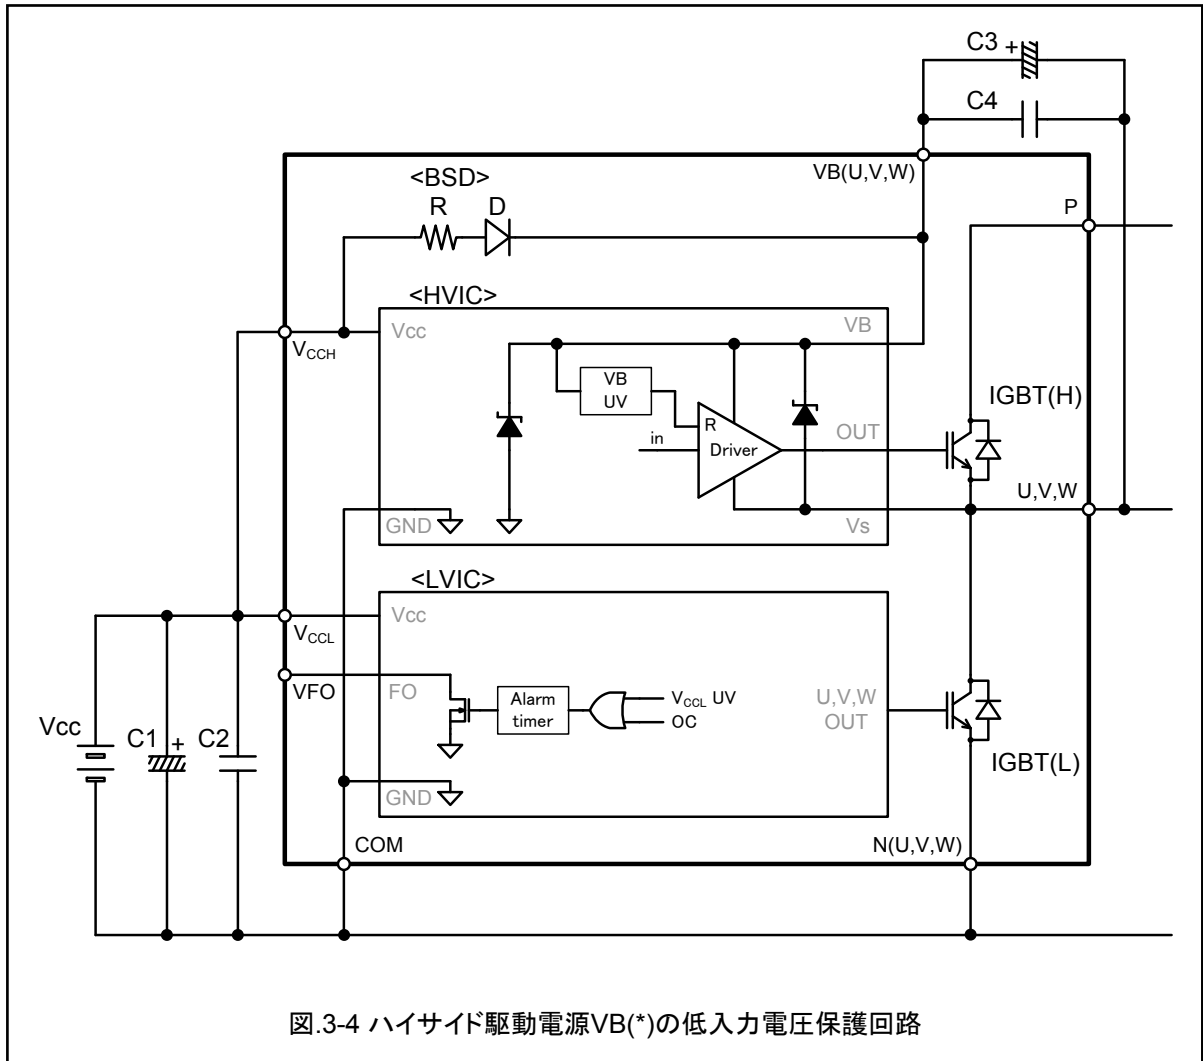 C3 +
C4
VB(U,V,W)
<BSD>
R D
P
<HVIC>
Vcc
VB
VCCH
VB
UV
IGBT(H)
R
OUT
in
Driver
U,V,W
GND
Vs
<LVIC>
Vcc
VCCL
VFO
FO
Alarm
timer
VCCL UV
OC
U,V,W
OUT
Vcc
C1 +
C2
IGBT(L)
GND
COM
N(U,V,W)
図.3-4 ハイサイド駆動電源VB(*)の低入力電圧保護回路